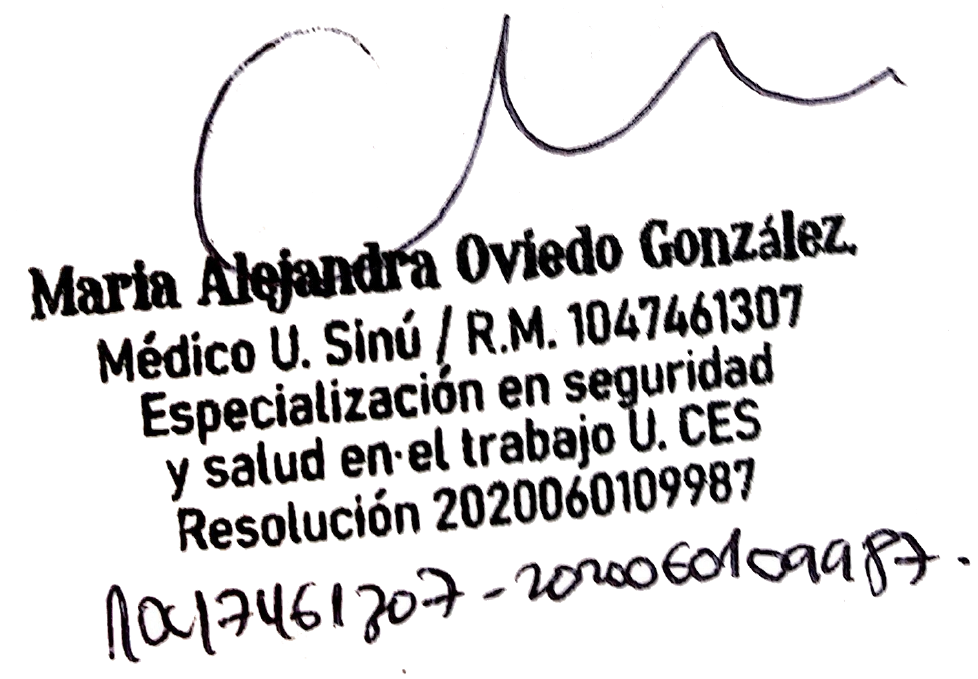 Maria Alejandra Oviedo González.
Médico U. Sinú / R.M. 1047461307
Especialización en seguridad
y salud en el trabajo U. CES
Resolución 2020060109987
1047461307-2020060109987.